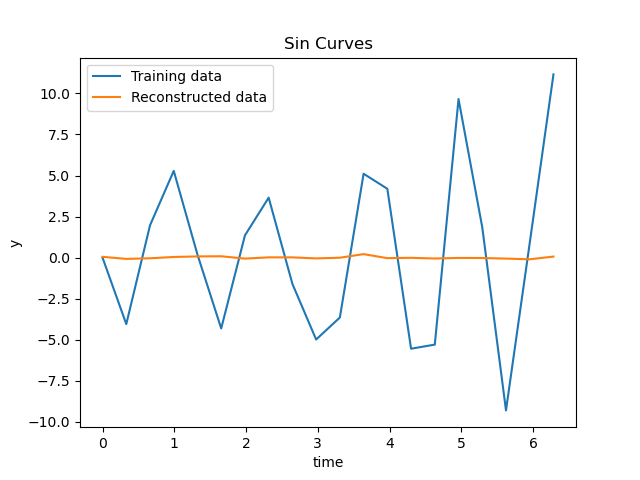 Sin Curves
Training data
Reconstructed data
10.0
7.5
5.0
2.5
0.0
−2.5
−5.0
−7.5
−10.0
y
0 1 2 3 4 5 6
time